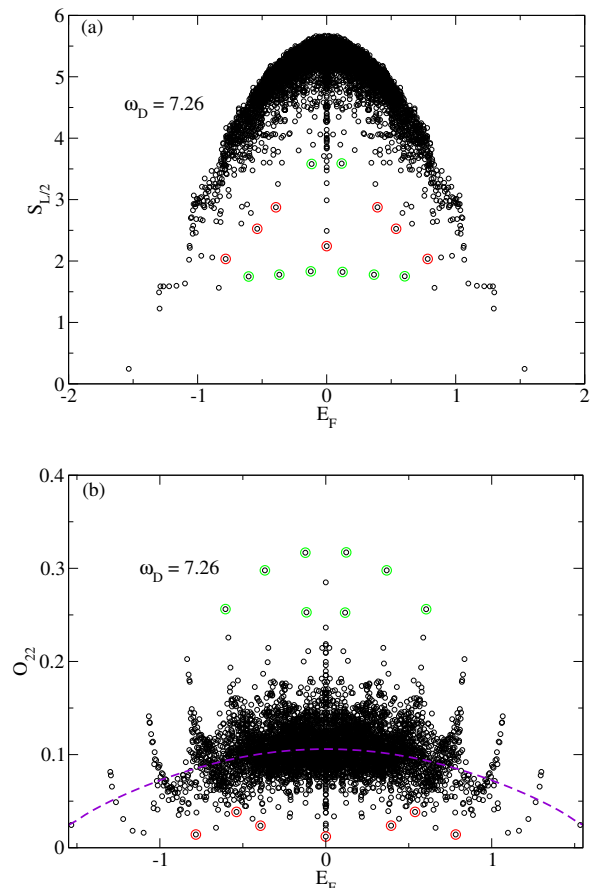 (a)
6
5
4
3
2
1
0
S_{L/2}
ω_D = 7.26
-2 -1 0 1 2
E_F
(b)
0.4
0.3
0.2
0.1
0
O_{22}
ω_D = 7.26
-1 0 1
E_F